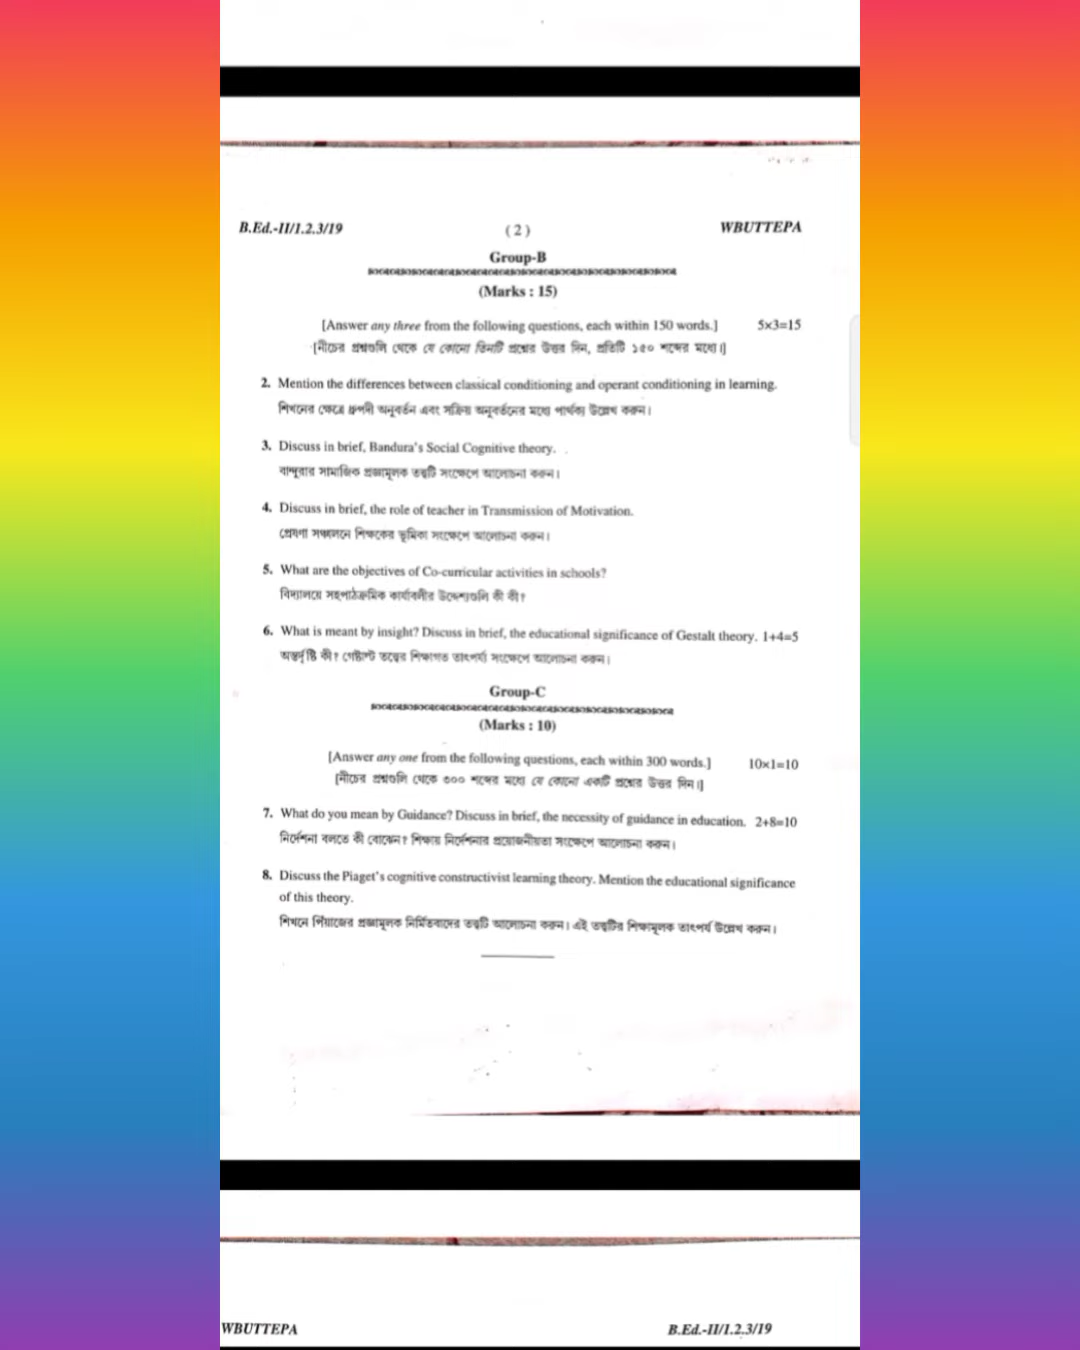 B.Ed.-II/1.2.3/19 (2) WBUTTEPA
Group-B
(Marks : 15)
[Answer any three from the following questions, each within 150 words.] 5×3=15
[নীচের প্রশ্নগুলি থেকে যে কোনো তিনটি প্রশ্নের উত্তর দিন, প্রতিটি ১৫০ শব্দের মধ্যে।]
2. Mention the differences between classical conditioning and operant conditioning in learning.
শিখনের ক্ষেত্রে ধ্রুপদী অনুবর্তন এবং সক্রিয় অনুবর্তনের মধ্যে পার্থক্য উল্লেখ করুন।
3. Discuss in brief, Bandura's Social Cognitive theory.
বান্দুরার সামাজিক প্রজ্ঞামূলক তত্ত্বটি সংক্ষেপে আলোচনা করুন।
4. Discuss in brief, the role of teacher in Transmission of Motivation.
প্রেষণা সঞ্চালনে শিক্ষকের ভূমিকা সংক্ষেপে আলোচনা করুন।
5. What are the objectives of Co-curricular activities in schools?
বিদ্যালয়ে সহপাঠক্রমিক কার্যাবলীর উদ্দেশ্যগুলি কী কী?
6. What is meant by insight? Discuss in brief, the educational significance of Gestalt theory. 1+4=5
অন্তর্দৃষ্টি কী? গেস্টাল্ট তত্ত্বের শিক্ষাগত তাৎপর্য্য সংক্ষেপে আলোচনা করুন।
Group-C
(Marks : 10)
[Answer any one from the following questions, each within 300 words.] 10×1=10
[নীচের প্রশ্নগুলি থেকে ৩০০ শব্দের মধ্যে যে কোনো একটি প্রশ্নের উত্তর দিন।]
7. What do you mean by Guidance? Discuss in brief, the necessity of guidance in education. 2+8=10
নির্দেশনা বলতে কী বোঝেন? শিক্ষায় নির্দেশনার প্রয়োজনীয়তা সংক্ষেপে আলোচনা করুন।
8. Discuss the Piaget's cognitive constructivist learning theory. Mention the educational significance
of this theory.
শিখনে পিঁয়াজের প্রজ্ঞামূলক নির্মিতবাদের তত্ত্বটি আলোচনা করুন। এই তত্ত্বটির শিক্ষামূলক তাৎপর্য উল্লেখ করুন।
WBUTTEPA B.Ed.-II/1.2.3/19